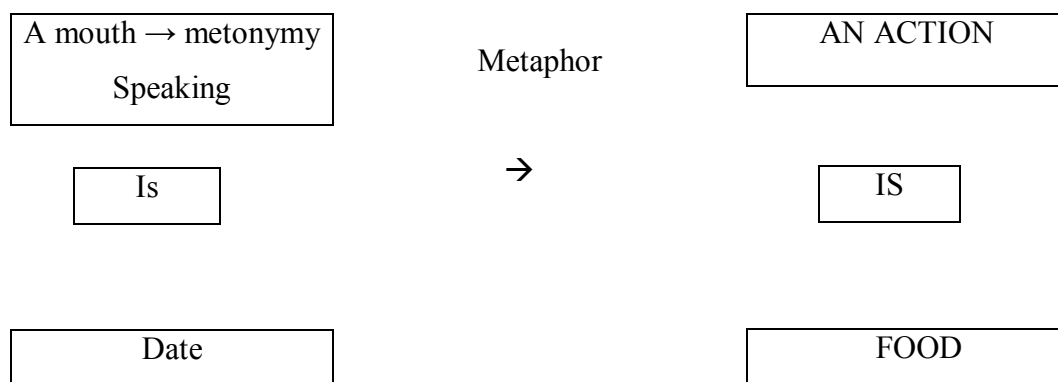 A mouth → metonymy
Speaking
Metaphor
AN ACTION
Is
→
IS
Date
FOOD